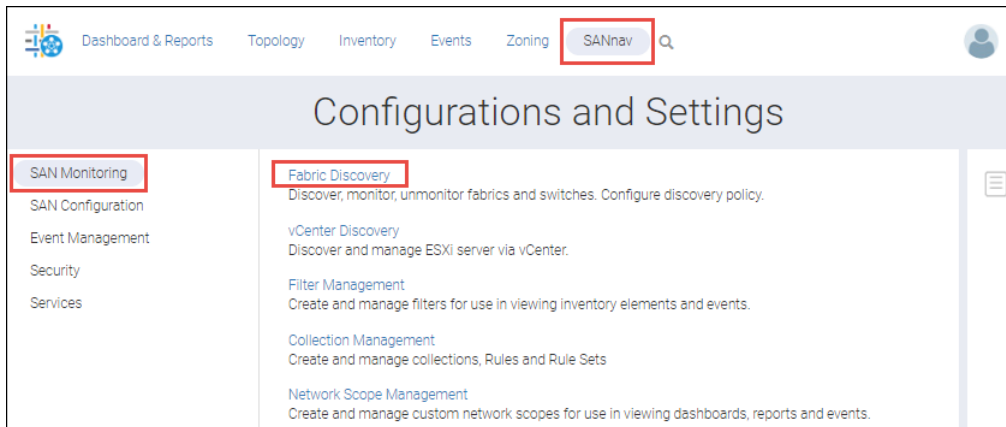 Dashboard & Reports Topology Inventory Events Zoning SANnav
Configurations and Settings
SAN Monitoring
SAN Configuration
Event Management
Security
Services
Fabric Discovery
Discover, monitor, unmonitor fabrics and switches. Configure discovery policy.
vCenter Discovery
Discover and manage ESXi server via vCenter.
Filter Management
Create and manage filters for use in viewing inventory elements and events.
Collection Management
Create and manage collections, Rules and Rule Sets
Network Scope Management
Create and manage custom network scopes for use in viewing dashboards, reports and events.